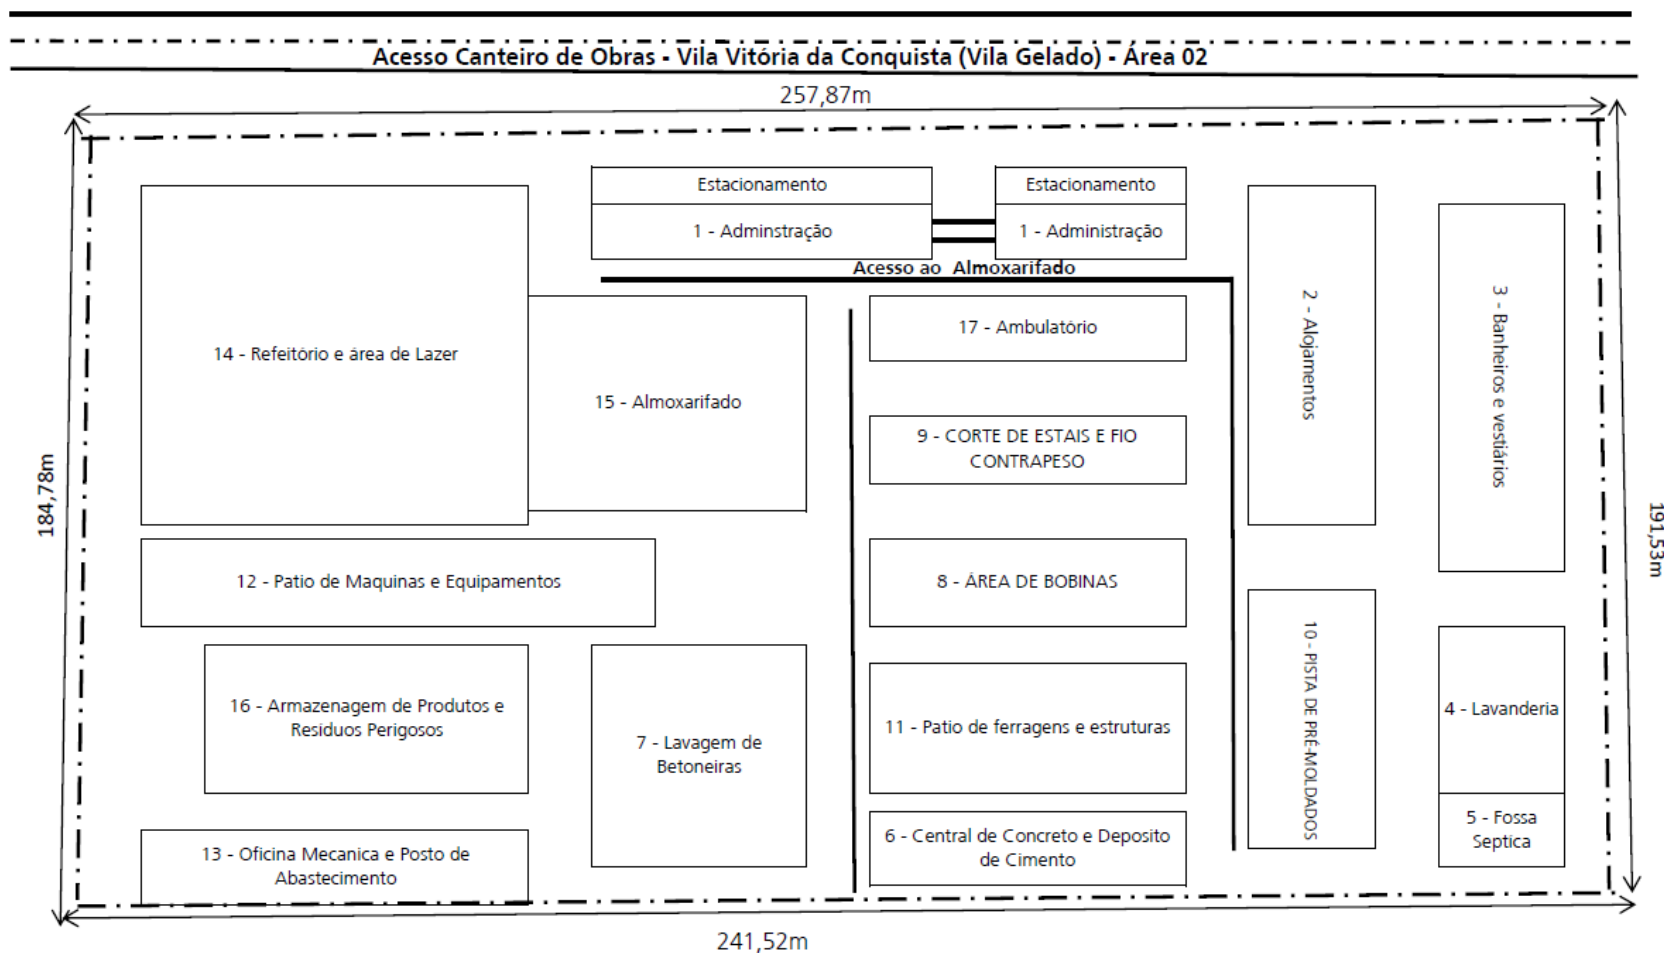 Acesso Canteiro de Obras - Vila Vitória da Conquista (Vila Gelado) - Área 02
257,87m
Estacionamento
Estacionamento
1 - Adminstração
1 - Administração
Acesso ao Almoxarifado
14 - Refeitório e área de Lazer
15 - Almoxarifado
17 - Ambulatório
9 - CORTE DE ESTAIS E FIO
CONTRAPESO
2 - Alojamentos
3 - Banheiros e vestiários
184,78m
191,53m
12 - Patio de Maquinas e Equipamentos
8 - ÁREA DE BOBINAS
16 - Armazenagem de Produtos e
Resíduos Perigosos
7 - Lavagem de
Betoneiras
11 - Patio de ferragens e estruturas
10 - PISTA DE PRÉ-MOLDADOS
4 - Lavanderia
13 - Oficina Mecanica e Posto de
Abastecimento
6 - Central de Concreto e Deposito
de Cimento
5 - Fossa
Septica
241,52m